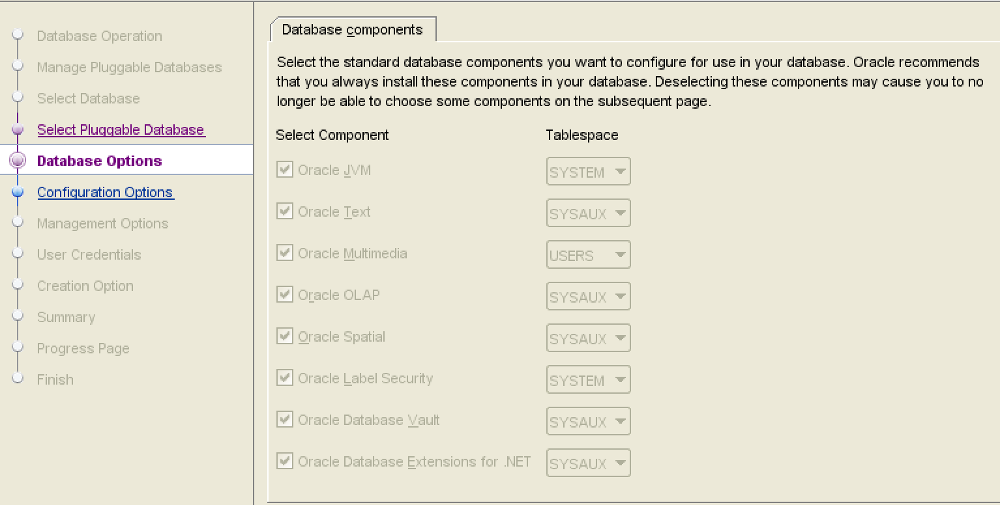 Database Operation
Manage Pluggable Databases
Select Database
Select Pluggable Database
Database Options
Configuration Options
Management Options
User Credentials
Creation Option
Summary
Progress Page
Finish
Database components
Select the standard database components you want to configure for use in your database. Oracle recommends
that you always install these components in your database. Deselecting these components may cause you to no
longer be able to choose some components on the subsequent page.
Select Component Tablespace
Oracle JVM SYSTEM
Oracle Text SYSAUX
Oracle Multimedia USERS
Oracle OLAP SYSAUX
Oracle Spatial SYSAUX
Oracle Label Security SYSTEM
Oracle Database Vault SYSAUX
Oracle Database Extensions for .NET SYSAUX